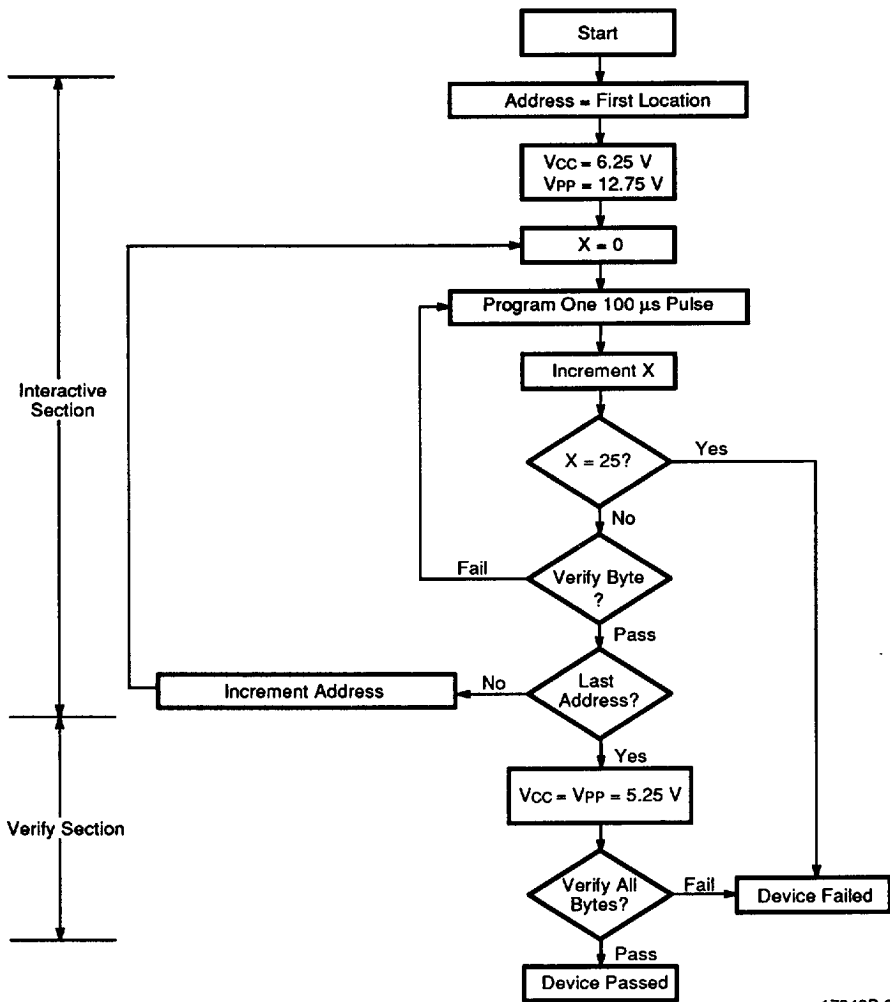 Start
Address = First Location
VCC = 6.25 V
VPP = 12.75 V
X = 0
Program One 100 µs Pulse
Increment X
Interactive
Section
X = 25?
Yes
No
Verify Byte
?
Fail
Pass
Last
Address?
No
Increment Address
Yes
VCC = VPP = 5.25 V
Verify Section
Verify All
Bytes?
Fail
Device Failed
Pass
Device Passed